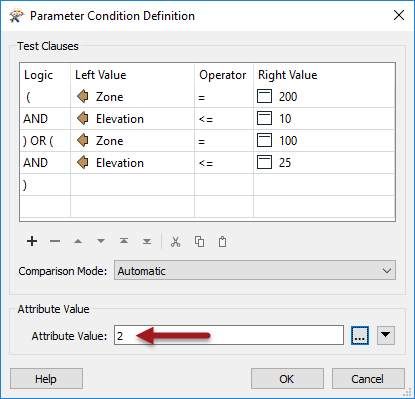 Parameter Condition Definition
Test Clauses
Logic Left Value Operator Right Value
( Zone = 200
AND Elevation <= 10
) OR ( Zone = 100
AND Elevation <= 25
)
Comparison Mode: Automatic
Attribute Value
Attribute Value: 2 ...
Help OK Cancel